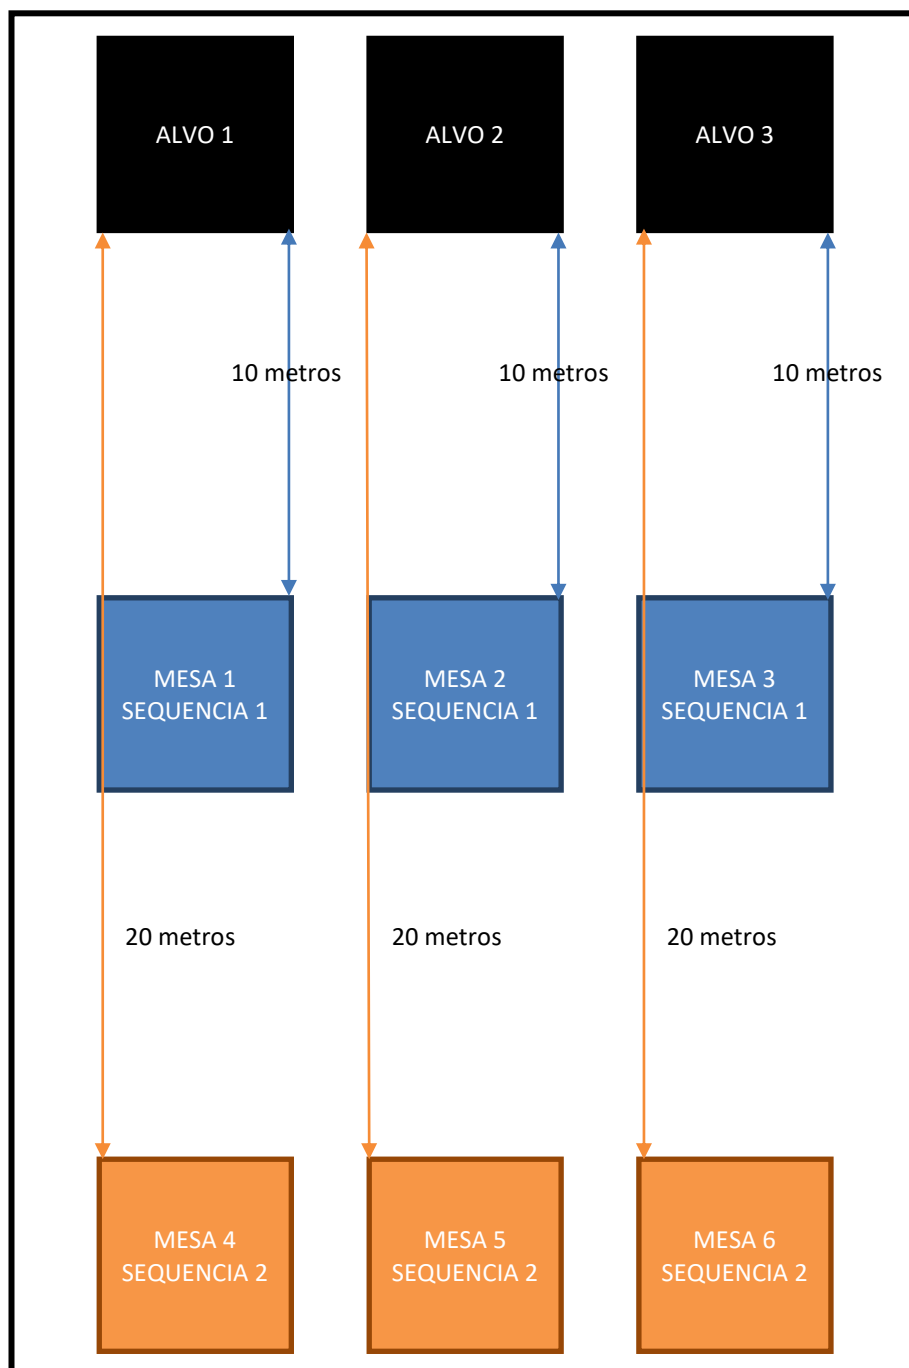 ALVO 1
ALVO 2
ALVO 3
10 metros
10 metros
10 metros
MESA 1
SEQUENCIA 1
MESA 2
SEQUENCIA 1
MESA 3
SEQUENCIA 1
20 metros
20 metros
20 metros
MESA 4
SEQUENCIA 2
MESA 5
SEQUENCIA 2
MESA 6
SEQUENCIA 2